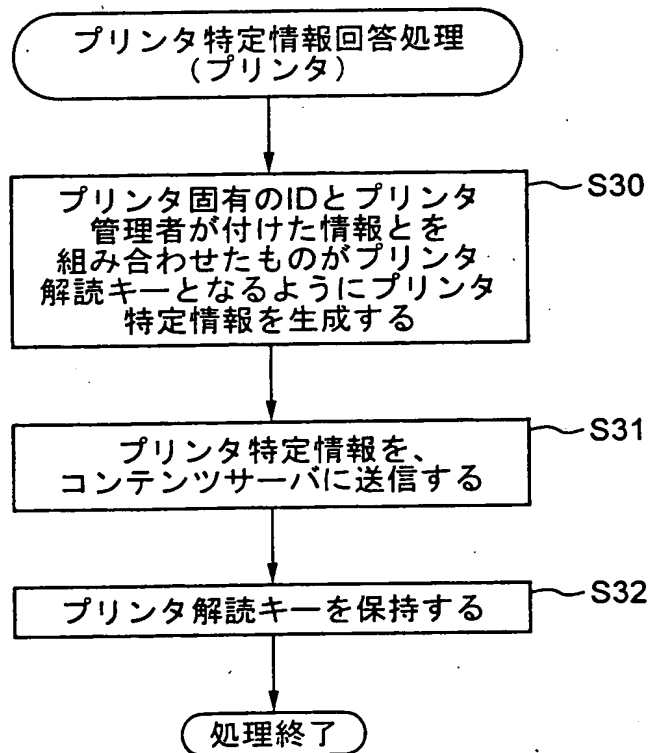 プリンタ特定情報回答処理
(プリンタ)
プリンタ固有のIDとプリンタ
管理者が付けた情報とを
組み合わせたものがプリンタ
解読キーとなるようにプリンタ
特定情報を生成する
S30
プリンタ特定情報を、
コンテンツサーバに送信する
S31
プリンタ解読キーを保持する
S32
処理終了